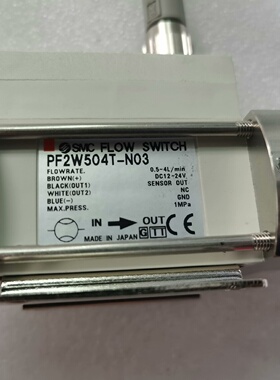 SMC FLOW SWITCH
PF2W504T-N03
FLOWRATE. 0.5-4L/min
BROWN(+) DC12-24V
BLACK(OUT1) SENSOR OUT
WHITE(OUT2) NC
BLUE(-) GND
MAX.PRESS. 1MPa
IN OUT
MADE IN JAPAN GTI